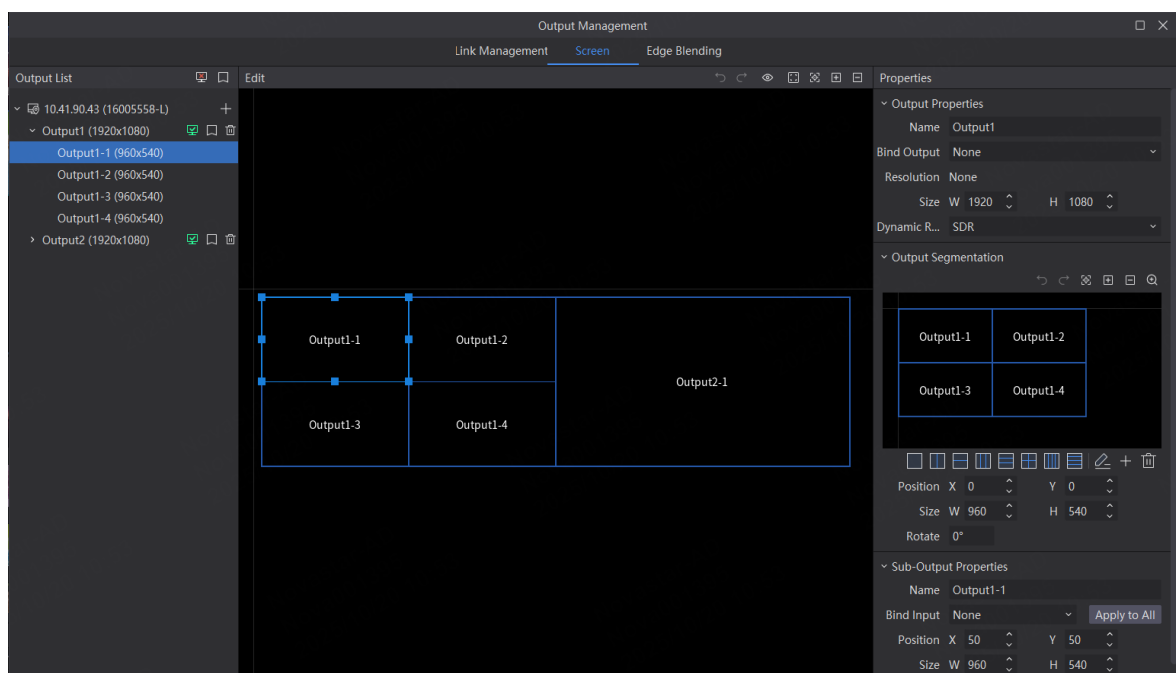 Output Management
Link Management Screen Edge Blending
Output List
Edit
Properties
10.41.90.43 (16005558-L)
Output1 (1920x1080)
Output1-1 (960x540)
Output1-2 (960x540)
Output1-3 (960x540)
Output1-4 (960x540)
Output2 (1920x1080)
Output1-1 Output1-2
Output2-1
Output1-3 Output1-4
Output Properties
Name Output1
Bind Output None
Resolution None
Size W 1920 H 1080
Dynamic R... SDR
Output Segmentation
Output1-1 Output1-2
Output1-3 Output1-4
Position X 0 Y 0
Size W 960 H 540
Rotate 0°
Sub-Output Properties
Name Output1-1
Bind Input None Apply to All
Position X 50 Y 50
Size W 960 H 540